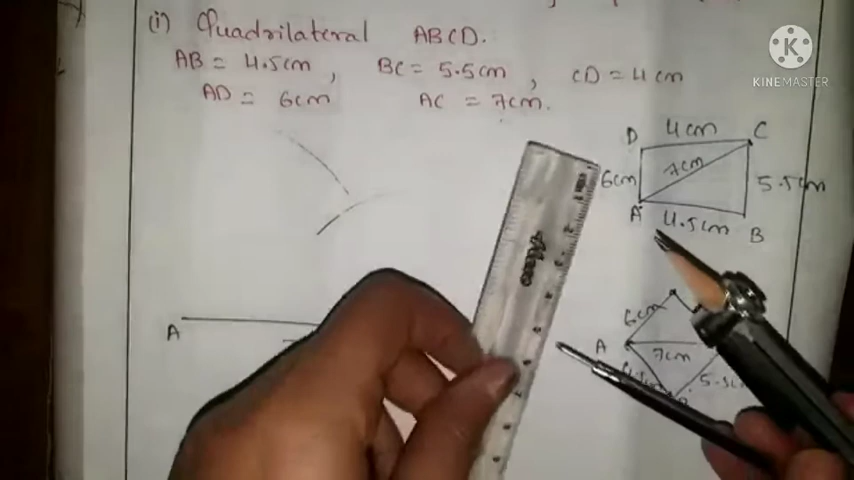 (i) Quadrilateral ABCD.
AB = 4.5cm, BC = 5.5cm, CD = 4cm
AD = 6cm AC = 7cm.
KINEMASTER
D 4cm C
6cm 7cm 5.5cm
A 4.5cm B
A
6cm
A 7cm